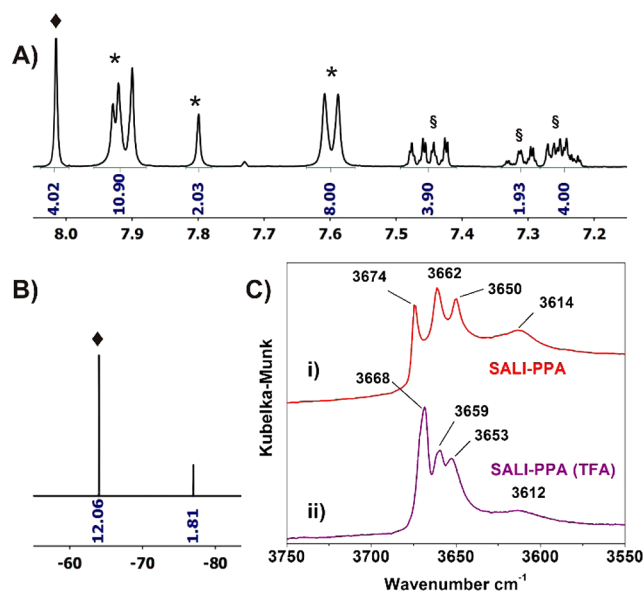 A)
◆
*
*
*
§
§
§
4.02 10.90 2.03 8.00 3.90 1.93 4.00
8.0 7.9 7.8 7.7 7.6 7.5 7.4 7.3 7.2
B)
◆
12.06 1.81
-60 -70 -80
C)
Kubelka-Munk
3674 3662 3650 3614
i) SALI-PPA
3668 3659 3653 3612
SALI-PPA (TFA)
ii)
3750 3700 3650 3600 3550
Wavenumber cm⁻¹